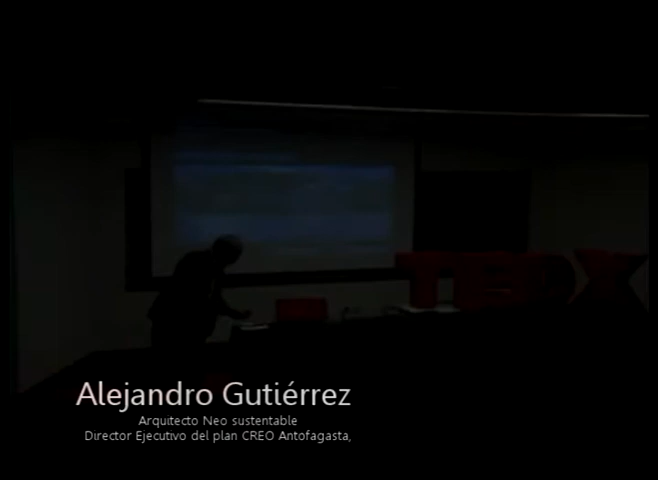 TEDX
Alejandro Gutiérrez
Arquitecto Neo sustentable
Director Ejecutivo del plan CREO Antofagasta,